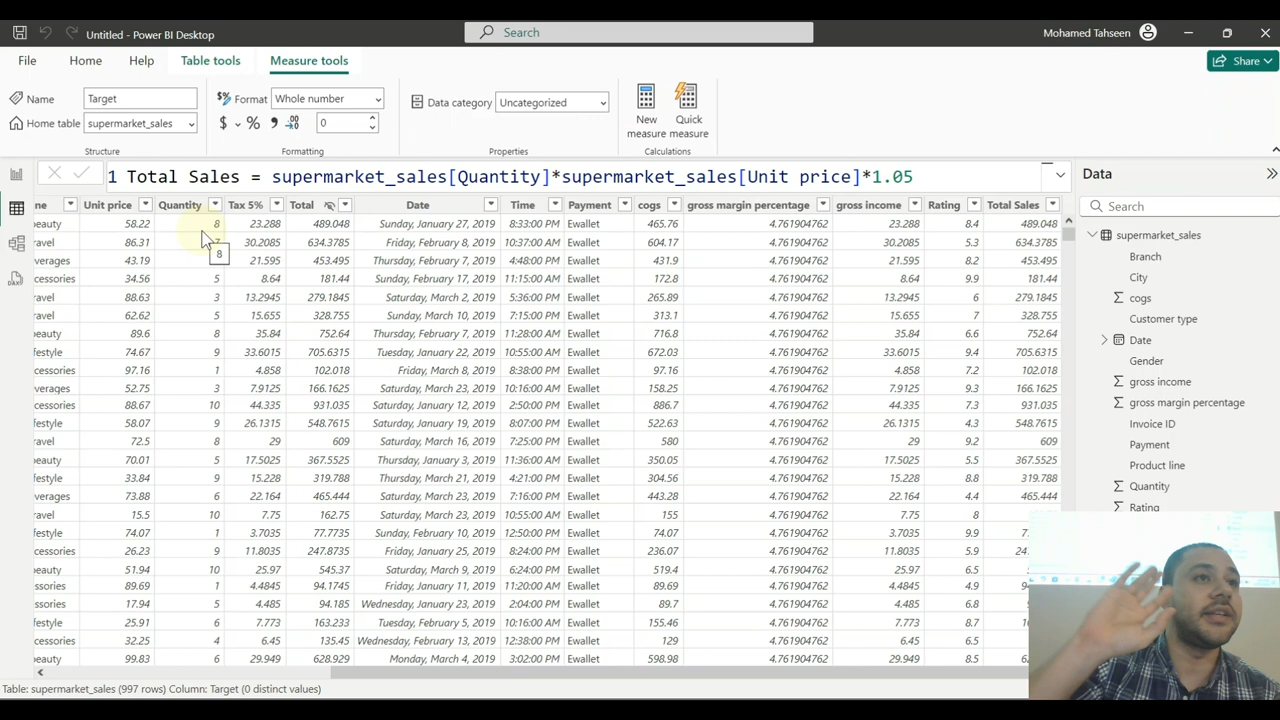 Untitled - Power BI Desktop Search Mohamed Tahseen
File Home Help Table tools Measure tools Share
Name Target Format Whole number Data category Uncategorized
Home table supermarket_sales $ % , 0 New measure Quick measure
Structure Formatting Properties Calculations
1 Total Sales = supermarket_sales[Quantity]*supermarket_sales[Unit price]*1.05
Unit price Quantity Tax 5% Total Date Time Payment cogs gross margin percentage gross income Rating Total Sales
eauty 58.22 8 23.288 489.048 Sunday, January 27, 2019 8:33:00 PM Ewallet 465.76 4.761904762 23.288 8.4 489.048
ravel 86.31 7 30.2085 634.3785 Friday, February 8, 2019 10:37:00 AM Ewallet 604.17 4.761904762 30.2085 5.3 634.3785
8
verages 43.19 21.595 453.495 Thursday, February 7, 2019 4:48:00 PM Ewallet 431.9 4.761904762 21.595 8.2 453.495
cessories 34.56 5 8.64 181.44 Sunday, February 17, 2019 11:25:00 AM Ewallet 172.8 4.761904762 8.64 9.9 181.44
ravel 88.63 3 13.2945 279.1845 Saturday, March 2, 2019 5:36:00 PM Ewallet 265.89 4.761904762 13.2945 6 279.1845
ravel 62.62 5 15.655 328.755 Sunday, March 10, 2019 7:15:00 PM Ewallet 313.1 4.761904762 15.655 7 328.755
eauty 89.6 8 35.84 752.64 Thursday, February 7, 2019 11:28:00 AM Ewallet 716.8 4.761904762 35.84 6.6 752.64
festyle 74.67 9 33.6015 705.6315 Tuesday, January 22, 2019 10:55:00 AM Ewallet 672.03 4.761904762 33.6015 9.4 705.6315
cessories 97.16 1 4.858 102.018 Friday, March 8, 2019 8:38:00 PM Ewallet 97.16 4.761904762 4.858 7.2 102.018
verages 52.75 3 7.9125 166.1625 Saturday, March 23, 2019 10:16:00 AM Ewallet 158.25 4.761904762 7.9125 9.3 166.1625
cessories 88.67 10 44.335 931.035 Saturday, January 12, 2019 2:50:00 PM Ewallet 886.7 4.761904762 44.335 7.3 931.035
festyle 58.07 9 26.1315 548.7615 Saturday, January 19, 2019 8:07:00 PM Ewallet 522.63 4.761904762 26.1315 4.3 548.7615
ravel 72.5 8 29 609 Saturday, March 16, 2019 7:25:00 PM Ewallet 580 4.761904762 29 9.2 609
eauty 70.01 5 17.5025 367.5525 Thursday, January 3, 2019 11:36:00 AM Ewallet 350.05 4.761904762 17.5025 5.5 367.5525
festyle 33.84 9 15.228 319.788 Thursday, March 21, 2019 4:21:00 PM Ewallet 304.56 4.761904762 15.228 8.8 319.788
verages 73.88 6 22.164 465.444 Saturday, March 23, 2019 7:16:00 PM Ewallet 443.28 4.761904762 22.164 4.4 465.444
ravel 15.5 10 7.75 162.75 Saturday, March 23, 2019 10:55:00 AM Ewallet 155 4.761904762 7.75 8
festyle 74.07 1 3.7035 77.7735 Sunday, February 10, 2019 12:50:00 PM Ewallet 74.07 4.761904762 3.7035 9.9
cessories 26.23 9 11.8035 247.8735 Friday, January 25, 2019 8:24:00 PM Ewallet 236.07 4.761904762 11.8035 5.9 24
eauty 51.94 10 25.97 545.37 Saturday, March 9, 2019 6:24:00 PM Ewallet 519.4 4.761904762 25.97 6.5
essories 89.69 1 4.4845 94.1745 Friday, January 11, 2019 11:20:00 AM Ewallet 89.69 4.761904762 4.4845 4.9
essories 17.94 5 4.485 94.185 Wednesday, January 23, 2019 2:04:00 PM Ewallet 89.7 4.761904762 4.485 6.8
festyle 25.91 6 7.773 163.233 Tuesday, February 5, 2019 10:16:00 AM Ewallet 155.46 4.761904762 7.773 8.7
essories 32.25 4 6.45 135.45 Wednesday, February 13, 2019 12:38:00 PM Ewallet 129 4.761904762 6.45 6.5
eauty 99.83 6 29.949 628.929 Monday, March 4, 2019 3:02:00 PM Ewallet 598.98 4.761904762 29.949 8.5 62
Table: supermarket_sales (997 rows) Column: Target (0 distinct values)
Data
Search
supermarket_sales
Branch
City
cogs
Customer type
Date
Gender
gross income
gross margin percentage
Invoice ID
Payment
Product line
Quantity
Rating